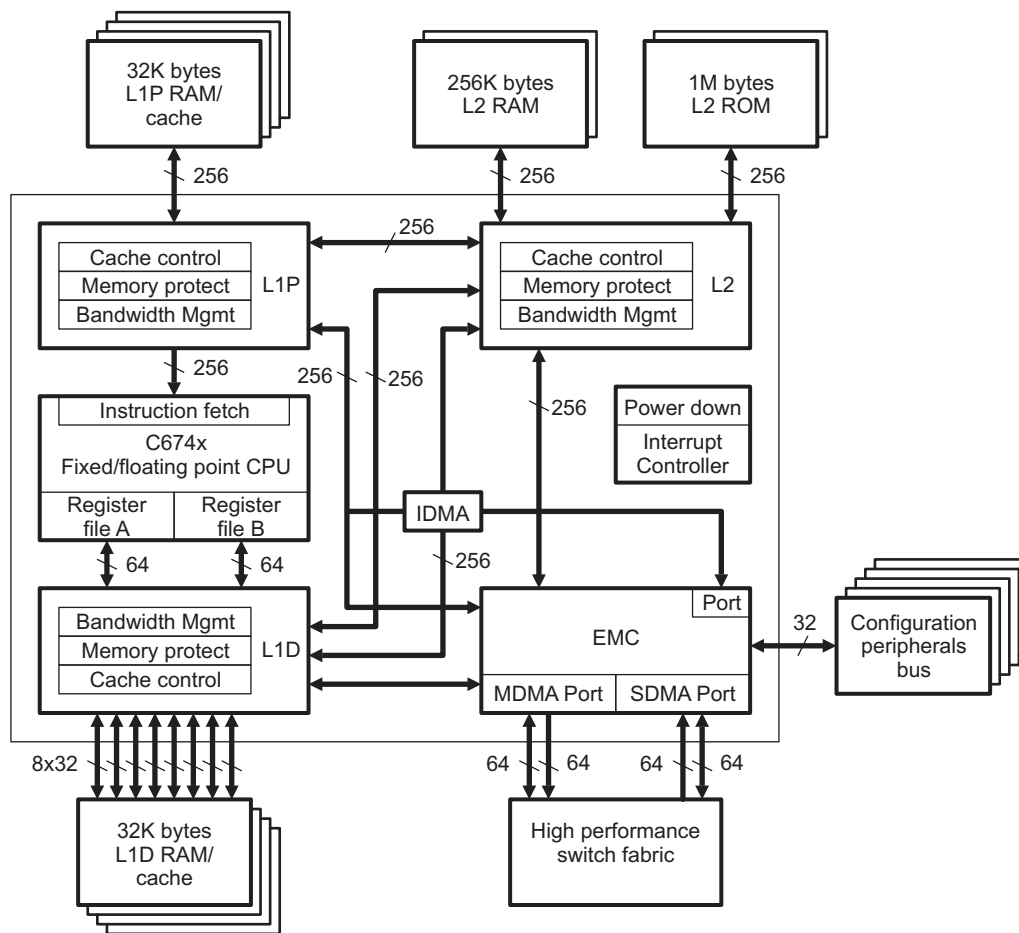 32K bytes
L1P RAM/
cache
256K bytes
L2 RAM
1M bytes
L2 ROM
256
256
256
Cache control
Memory protect
Bandwidth Mgmt
L1P
256
Cache control
Memory protect
Bandwidth Mgmt
L2
256
256
256
256
Instruction fetch
C674x
Fixed/floating point CPU
Register
file A
Register
file B
Power down
Interrupt
Controller
IDMA
64
64
256
Bandwidth Mgmt
Memory protect
Cache control
L1D
Port
EMC
MDMA Port
SDMA Port
32
Configuration
peripherals
bus
8x32
64
64
64
64
32K bytes
L1D RAM/
cache
High performance
switch fabric